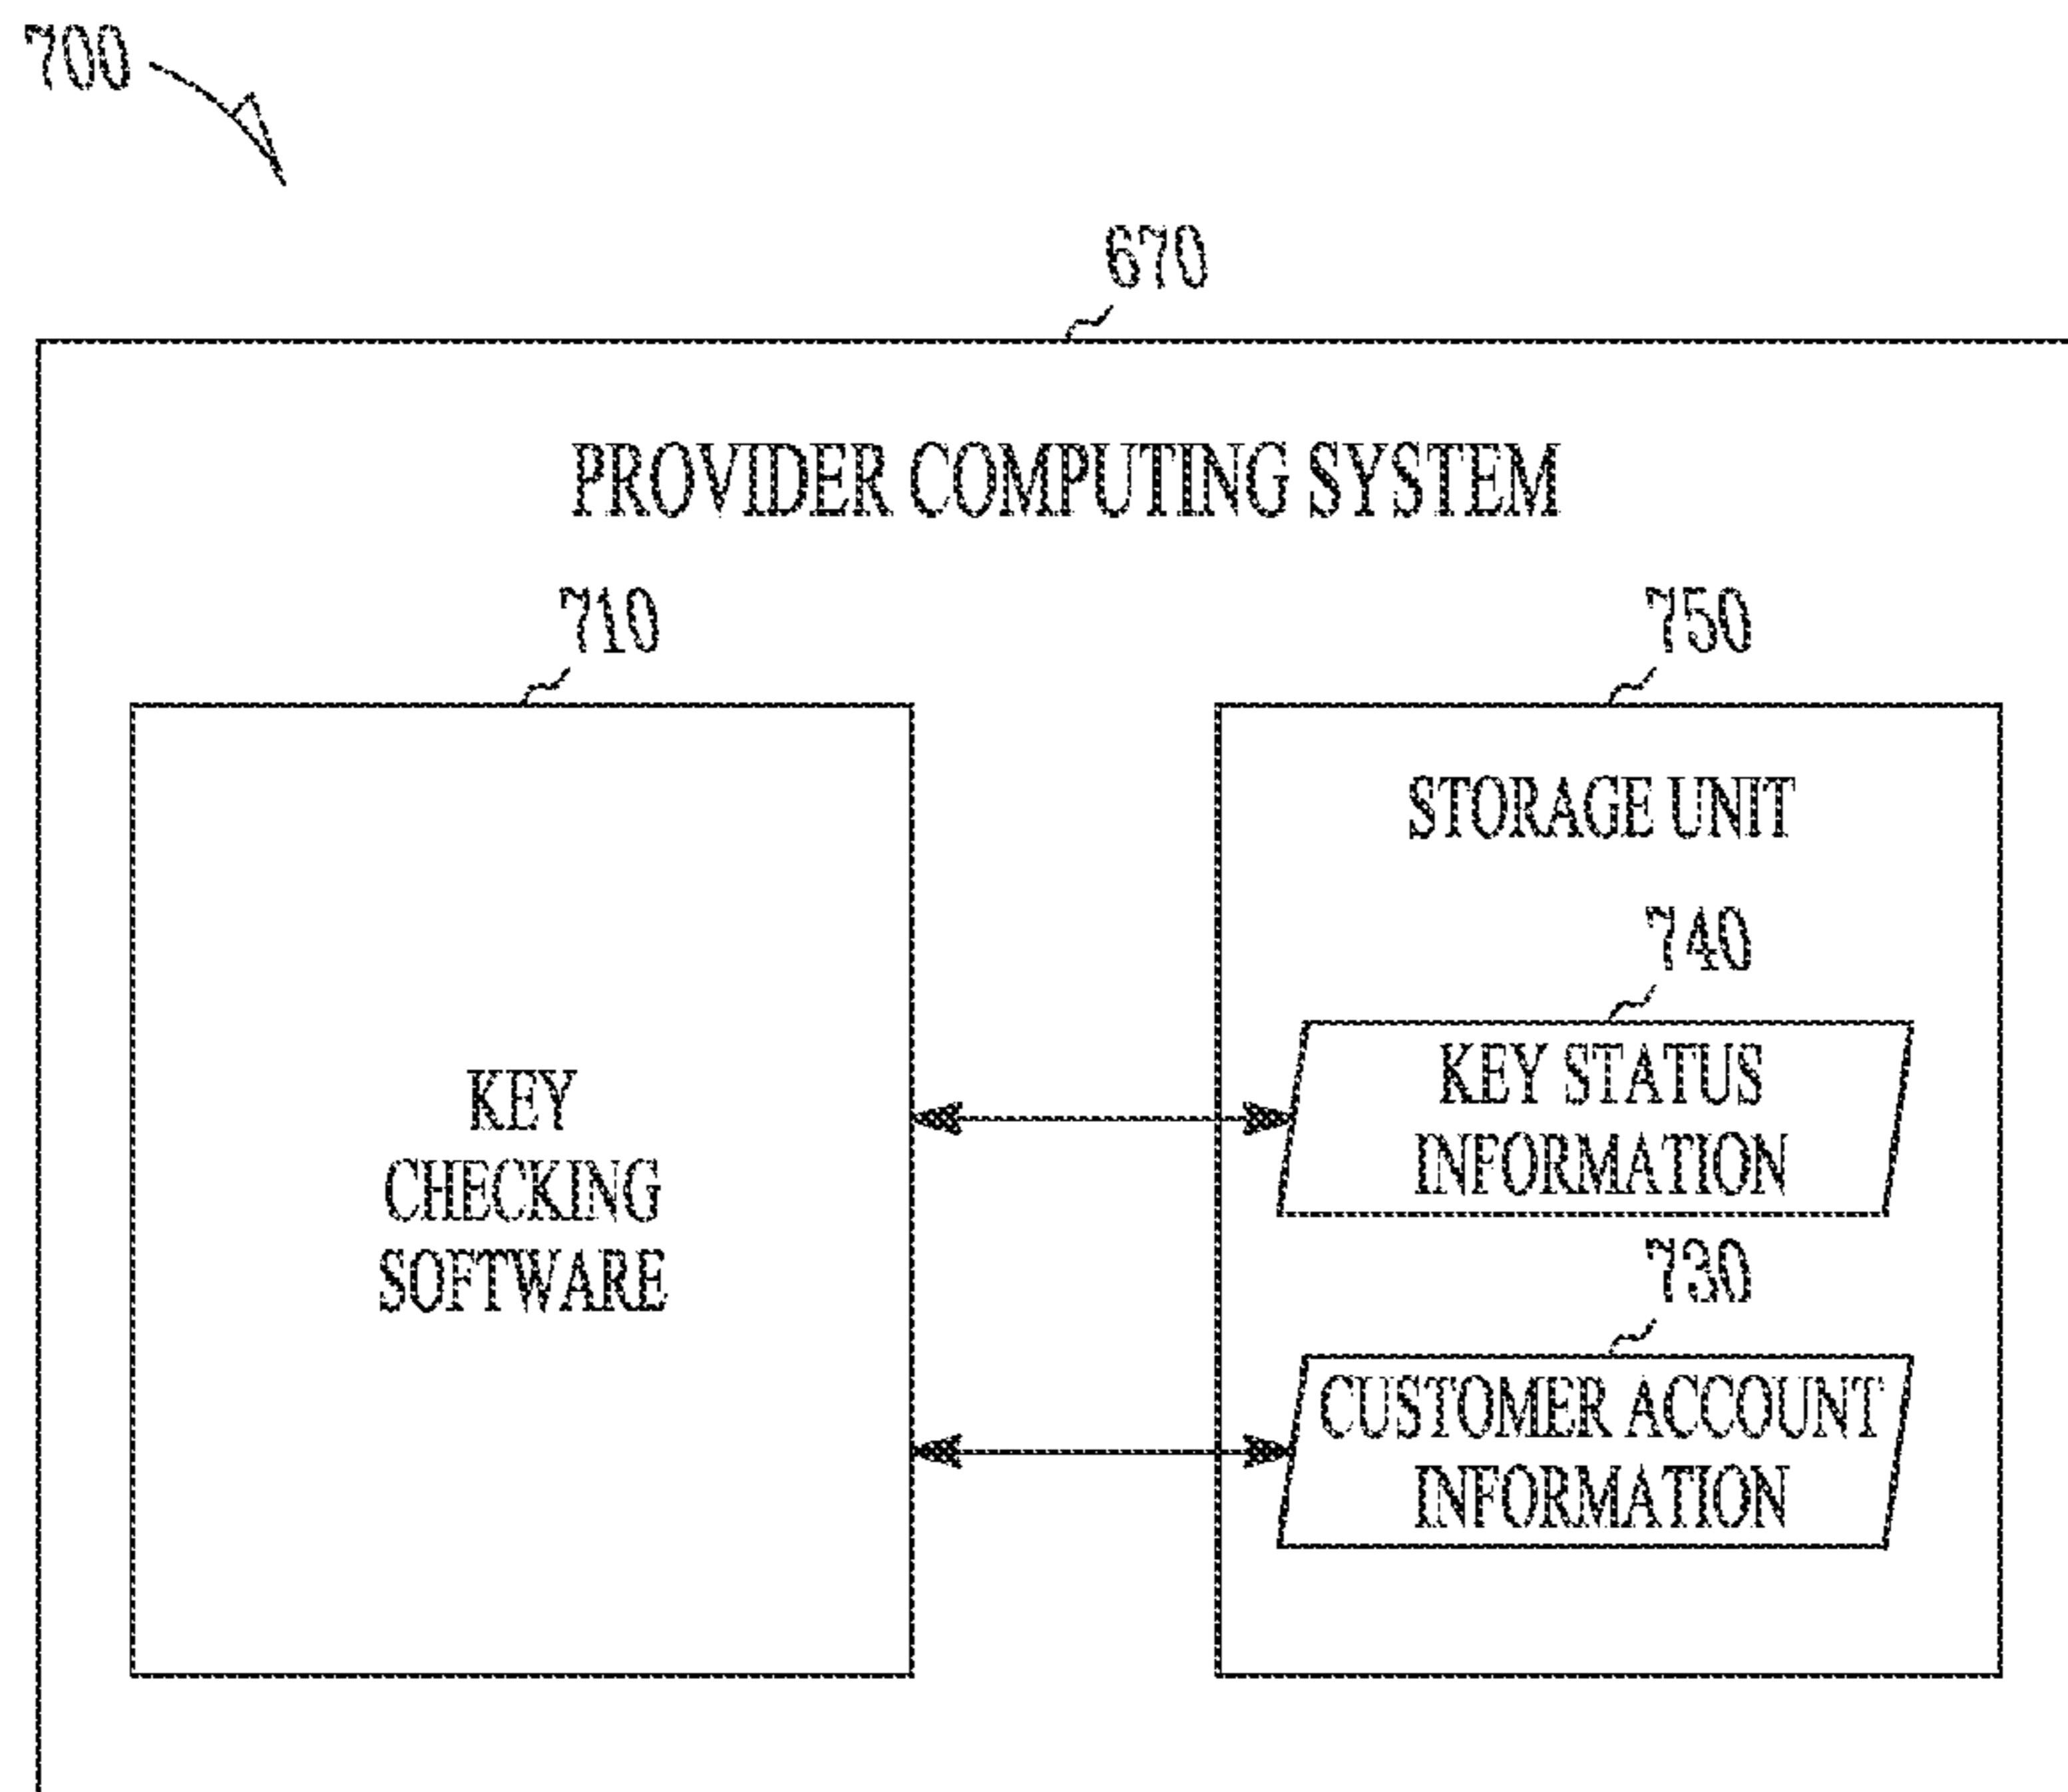 700
670
PROVIDER COMPUTING SYSTEM
710
750
STORAGE UNIT
740
KEY STATUS
INFORMATION
KEY
CHECKING
SOFTWARE
730
CUSTOMER ACCOUNT
INFORMATION